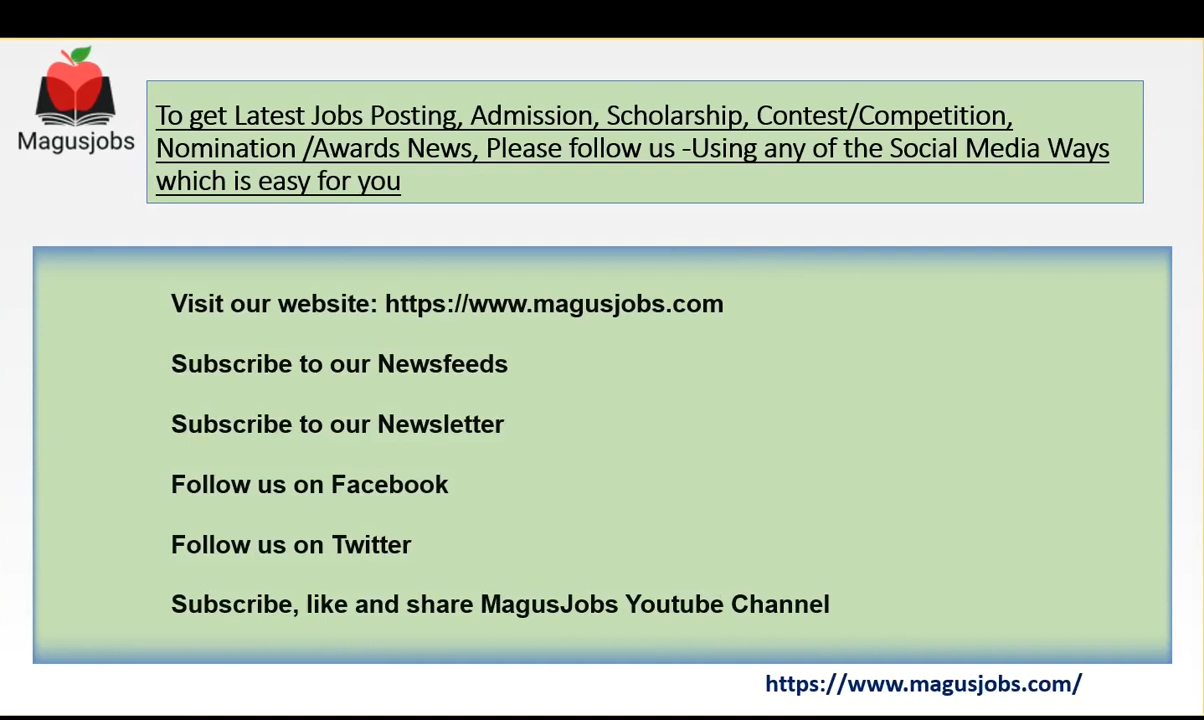 Magusjobs
To get Latest Jobs Posting, Admission, Scholarship, Contest/Competition,
Nomination /Awards News, Please follow us -Using any of the Social Media Ways
which is easy for you
Visit our website: https://www.magusjobs.com
Subscribe to our Newsfeeds
Subscribe to our Newsletter
Follow us on Facebook
Follow us on Twitter
Subscribe, like and share MagusJobs Youtube Channel
https://www.magusjobs.com/